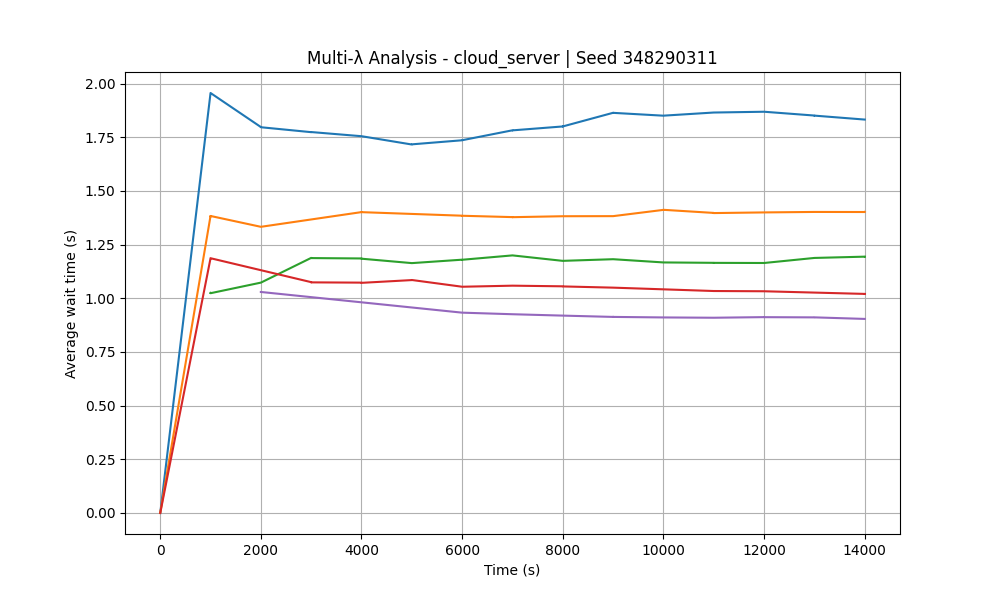 Multi-λ Analysis - cloud_server | Seed 348290311
2.00
1.75
1.50
1.25
1.00
0.75
0.50
0.25
0.00
Average wait time (s)
0 2000 4000 6000 8000 10000 12000 14000
Time (s)